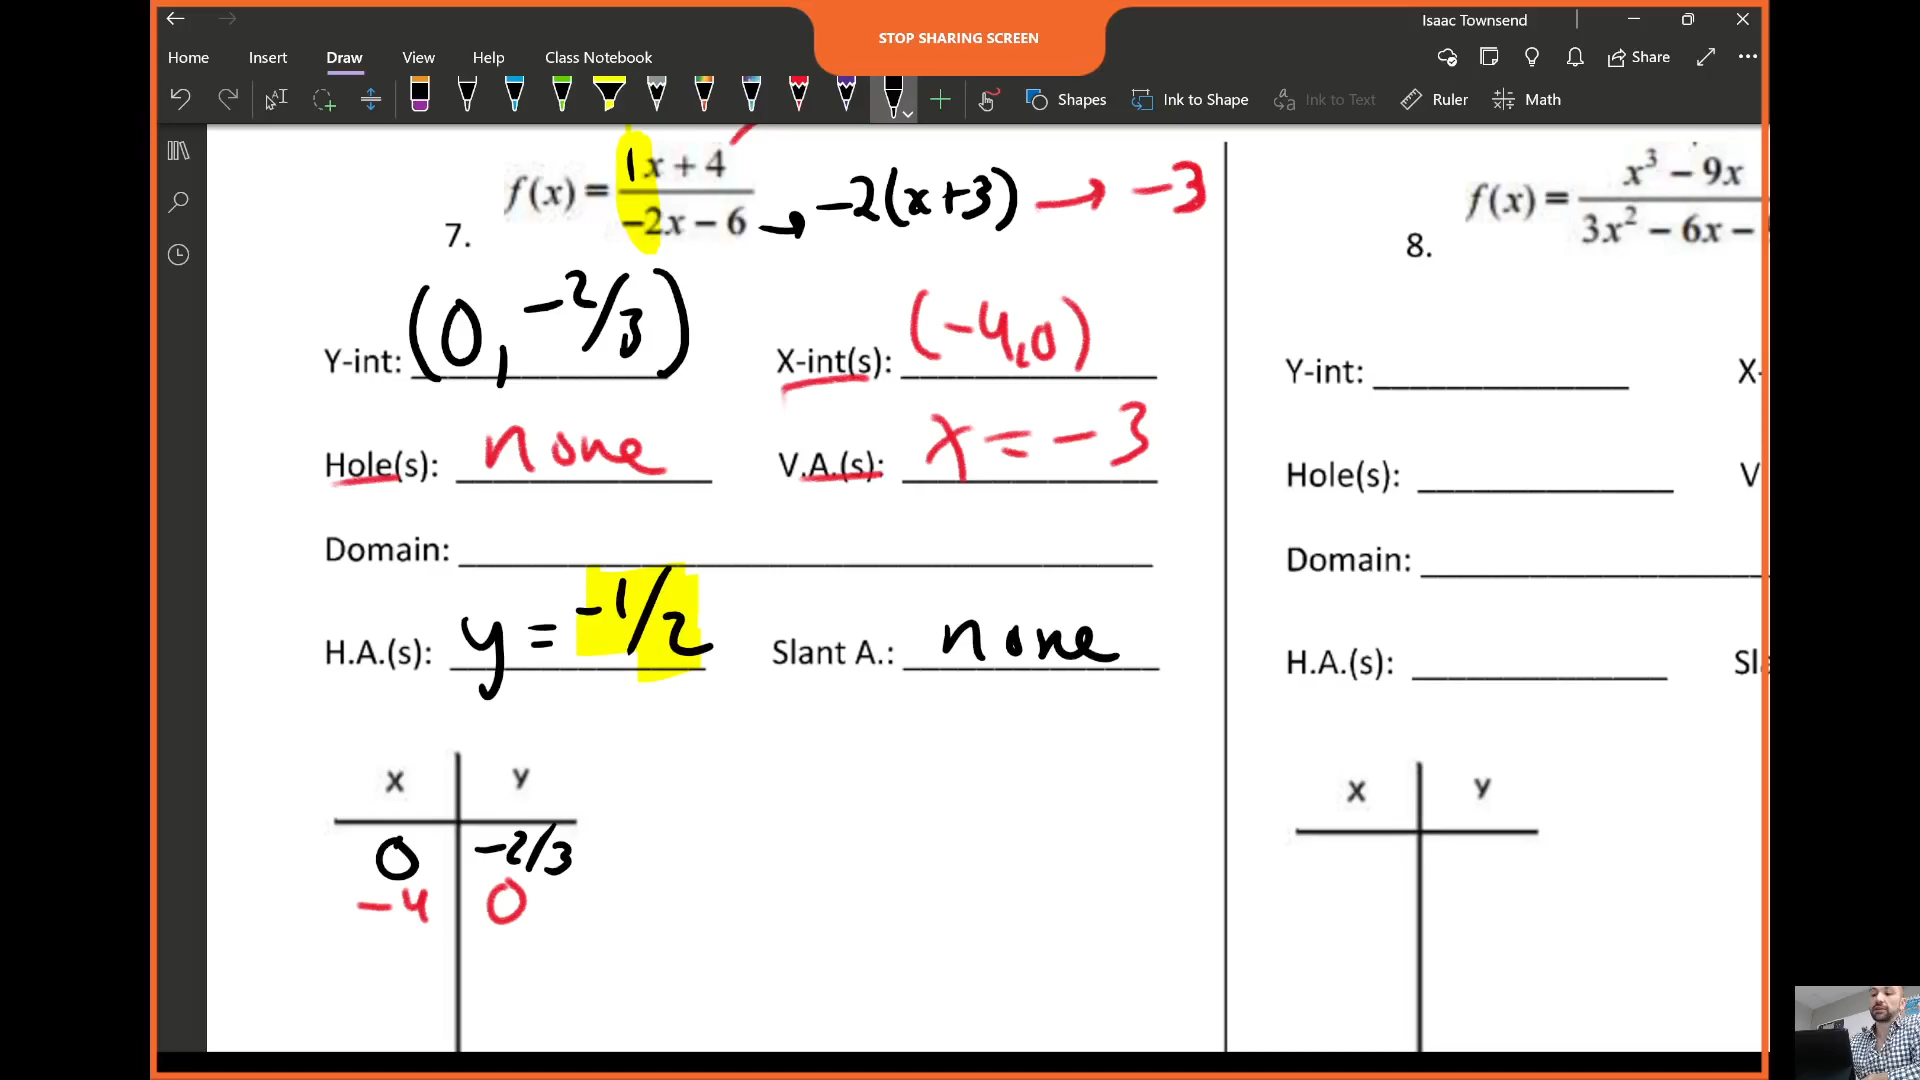 Isaac Townsend
STOP SHARING SCREEN
Home Insert Draw View Help Class Notebook Share
Shapes Ink to Shape Ink to Text Ruler Math
7. f(x) = 1x + 4 / -2x - 6 → -2(x+3) → -3
Y-int: (0, -2/3) X-int(s): (-4,0)
Hole(s): none V.A.(s): x = -3
Domain:
H.A.(s): y = -1/2 Slant A.: none
x y
0 -2/3
-4 0
8. f(x) = x³ - 9x / 3x² - 6x -
Y-int: X-
Hole(s): V
Domain:
H.A.(s): Sl
x y